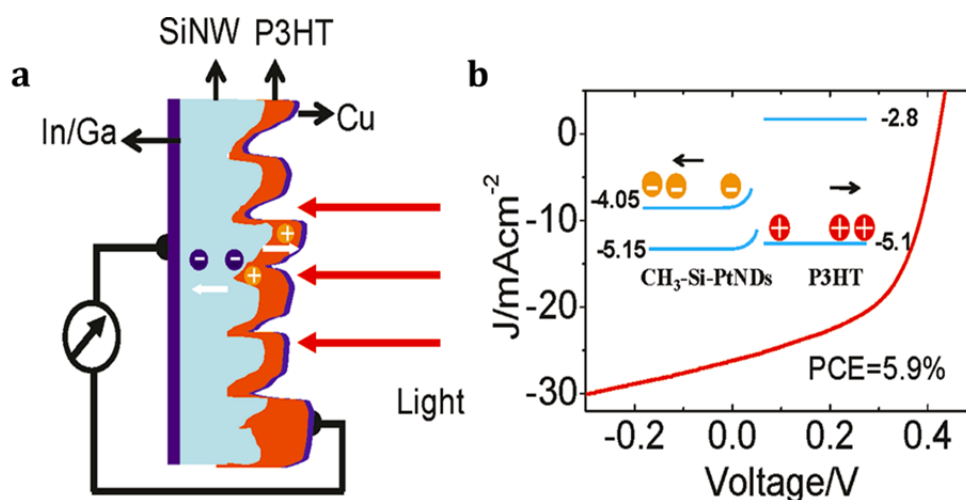 a
SiNW P3HT
In/Ga
Cu
Light
b
J/mAcm⁻²
0
-10
-20
-30
-2.8
-4.05
-5.15
-5.1
CH₃-Si-PtNDs P3HT
PCE=5.9%
-0.2 0.0 0.2 0.4
Voltage/V